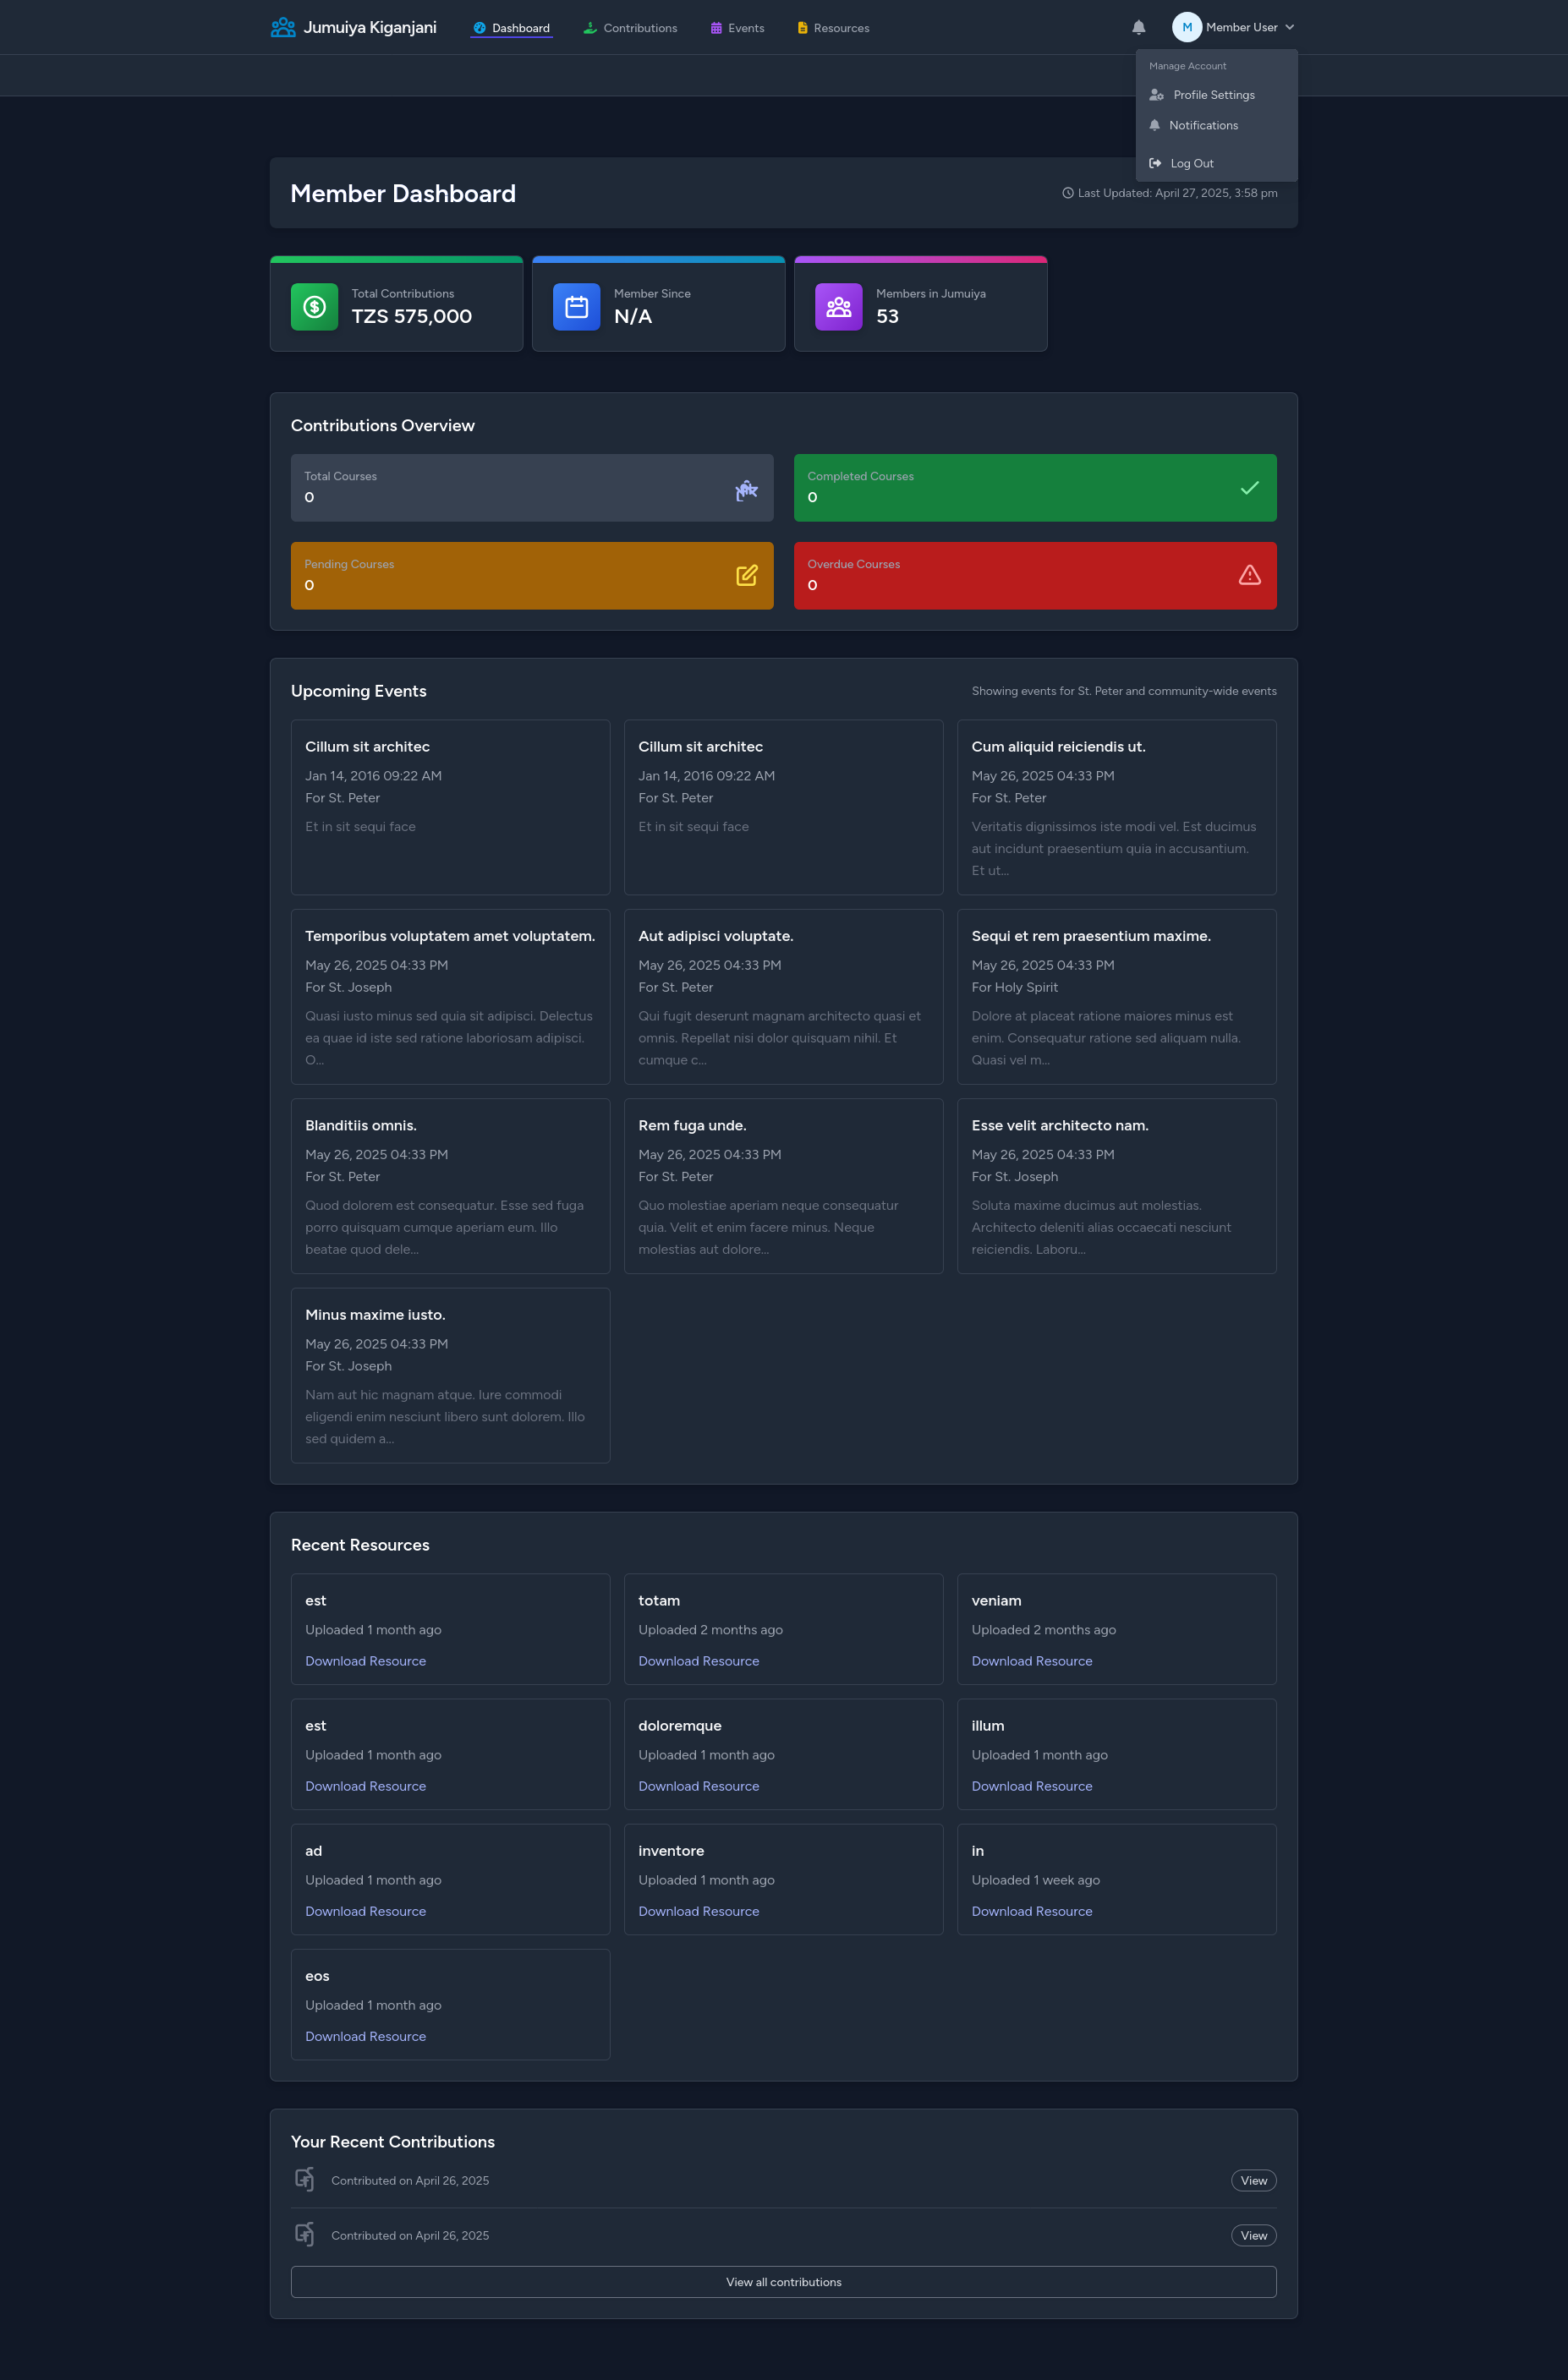 Jumuiya Kiganjani
Dashboard
Contributions
Events
Resources
M
Member User
Manage Account
Profile Settings
Notifications
Log Out
Member Dashboard
Last Updated: April 27, 2025, 3:58 pm
Total Contributions
TZS 575,000
Member Since
N/A
Members in Jumuiya
53
Contributions Overview
Total Courses
0
Completed Courses
0
Pending Courses
0
Overdue Courses
0
Upcoming Events
Showing events for St. Peter and community-wide events
Cillum sit architec
Jan 14, 2016 09:22 AM
For St. Peter
Et in sit sequi face
Cillum sit architec
Jan 14, 2016 09:22 AM
For St. Peter
Et in sit sequi face
Cum aliquid reiciendis ut.
May 26, 2025 04:33 PM
For St. Peter
Veritatis dignissimos iste modi vel. Est ducimus
aut incidunt praesentium quia in accusantium.
Et ut...
Temporibus voluptatem amet voluptatem.
May 26, 2025 04:33 PM
For St. Joseph
Quasi iusto minus sed quia sit adipisci. Delectus
ea quae id iste sed ratione laboriosam adipisci.
O...
Aut adipisci voluptate.
May 26, 2025 04:33 PM
For St. Peter
Qui fugit deserunt magnam architecto quasi et
omnis. Repellat nisi dolor quisquam nihil. Et
cumque c...
Sequi et rem praesentium maxime.
May 26, 2025 04:33 PM
For Holy Spirit
Dolore at placeat ratione maiores minus est
enim. Consequatur ratione sed aliquam nulla.
Quasi vel m...
Blanditiis omnis.
May 26, 2025 04:33 PM
For St. Peter
Quod dolorem est consequatur. Esse sed fuga
porro quisquam cumque aperiam eum. Illo
beatae quod dele...
Rem fuga unde.
May 26, 2025 04:33 PM
For St. Peter
Quo molestiae aperiam neque consequatur
quia. Velit et enim facere minus. Neque
molestias aut dolore...
Esse velit architecto nam.
May 26, 2025 04:33 PM
For St. Joseph
Soluta maxime ducimus aut molestias.
Architecto deleniti alias occaecati nesciunt
reiciendis. Laboru...
Minus maxime iusto.
May 26, 2025 04:33 PM
For St. Joseph
Nam aut hic magnam atque. Iure commodi
eligendi enim nesciunt libero sunt dolorem. Illo
sed quidem a...
Recent Resources
est
Uploaded 1 month ago
Download Resource
totam
Uploaded 2 months ago
Download Resource
veniam
Uploaded 2 months ago
Download Resource
est
Uploaded 1 month ago
Download Resource
doloremque
Uploaded 1 month ago
Download Resource
illum
Uploaded 1 month ago
Download Resource
ad
Uploaded 1 month ago
Download Resource
inventore
Uploaded 1 month ago
Download Resource
in
Uploaded 1 week ago
Download Resource
eos
Uploaded 1 month ago
Download Resource
Your Recent Contributions
Contributed on April 26, 2025
View
Contributed on April 26, 2025
View
View all contributions